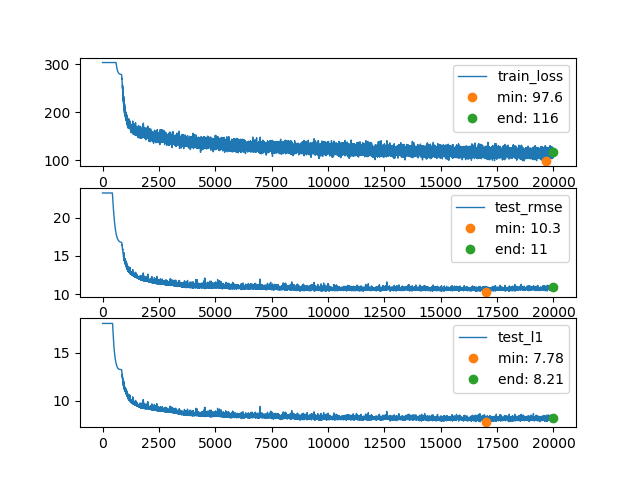 300
200
100
train_loss
min: 97.6
end: 116
0 2500 5000 7500 10000 12500 15000 17500 20000
20
15
10
test_rmse
min: 10.3
end: 11
0 2500 5000 7500 10000 12500 15000 17500 20000
15
10
test_l1
min: 7.78
end: 8.21
0 2500 5000 7500 10000 12500 15000 17500 20000